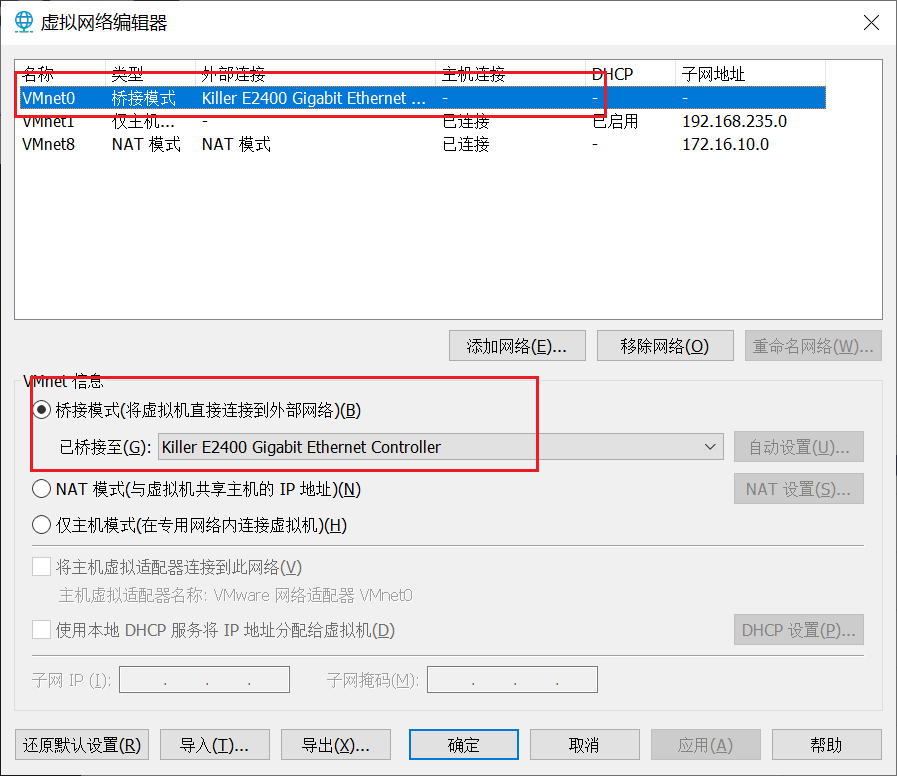 虚拟网络编辑器
名称 类型 外部连接 主机连接 DHCP 子网地址
VMnet0 桥接模式 Killer E2400 Gigabit Ethernet ... - - -
VMnet1 仅主机... - 已连接 已启用 192.168.235.0
VMnet8 NAT 模式 NAT 模式 已连接 - 172.16.10.0
添加网络(E)... 移除网络(O) 重命名网络(W)...
VMnet 信息
桥接模式(将虚拟机直接连接到外部网络)(B)
已桥接至(G): Killer E2400 Gigabit Ethernet Controller 自动设置(U)...
NAT 模式(与虚拟机共享主机的 IP 地址)(N) NAT 设置(S)...
仅主机模式(在专用网络内连接虚拟机)(H)
将主机虚拟适配器连接到此网络(V)
主机虚拟适配器名称: VMware 网络适配器 VMnet0
使用本地 DHCP 服务将 IP 地址分配给虚拟机(D) DHCP 设置(P)...
子网 IP (I): . . . 子网掩码(M): . . .
还原默认设置(R) 导入(T)... 导出(X)... 确定 取消 应用(A) 帮助